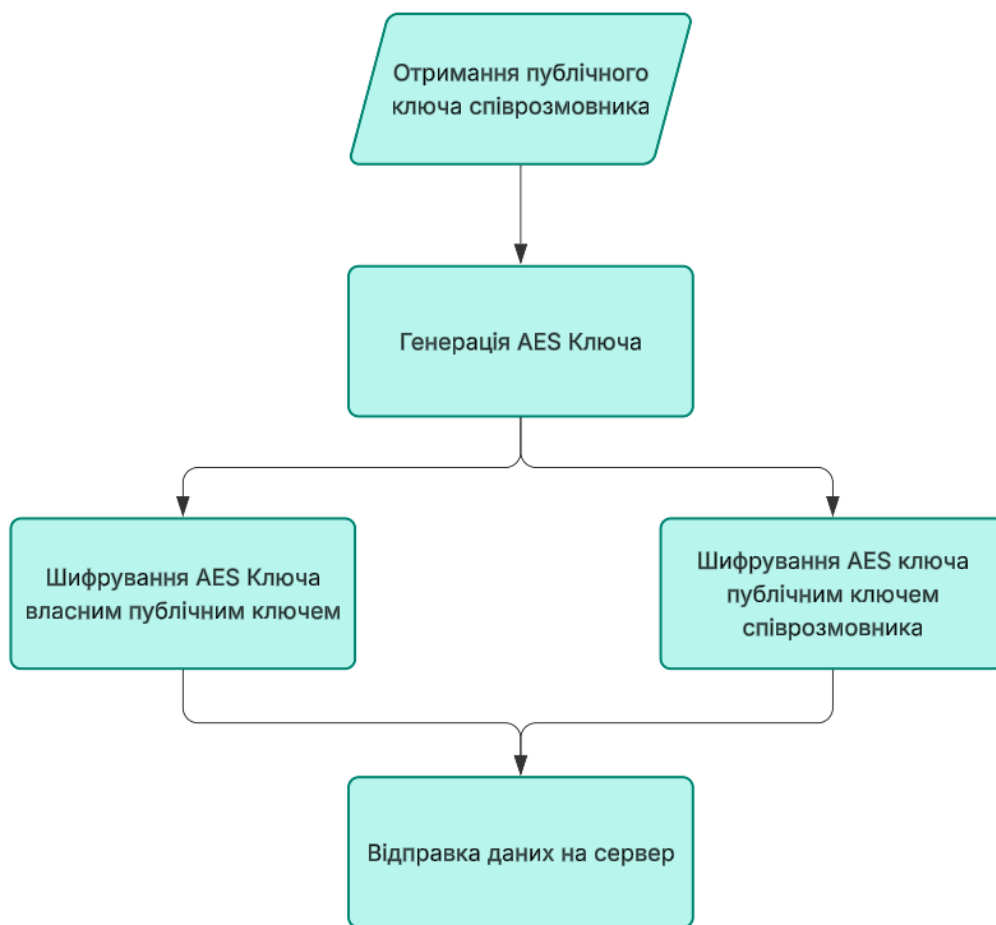 Отримання публічного
ключа співрозмовника
Генерація AES Ключа
Шифрування AES Ключа
власним публічним ключем
Шифрування AES ключа
публічним ключем
співрозмовника
Відправка даних на сервер